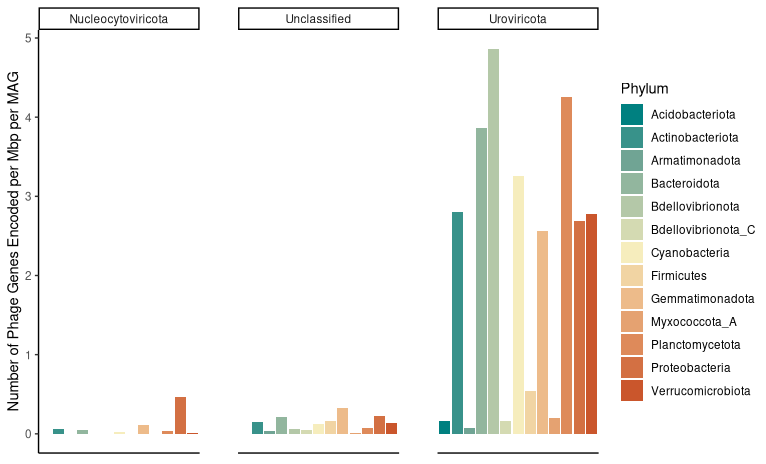 Nucleocytoviricota
Unclassified
Uroviricota
Number of Phage Genes Encoded per Mbp per MAG
5
4
3
2
1
0
Phylum
Acidobacteriota
Actinobacteriota
Armatimonadota
Bacteroidota
Bdellovibrionota
Bdellovibrionota_C
Cyanobacteria
Firmicutes
Gemmatimonadota
Myxococcota_A
Planctomycetota
Proteobacteria
Verrucomicrobiota